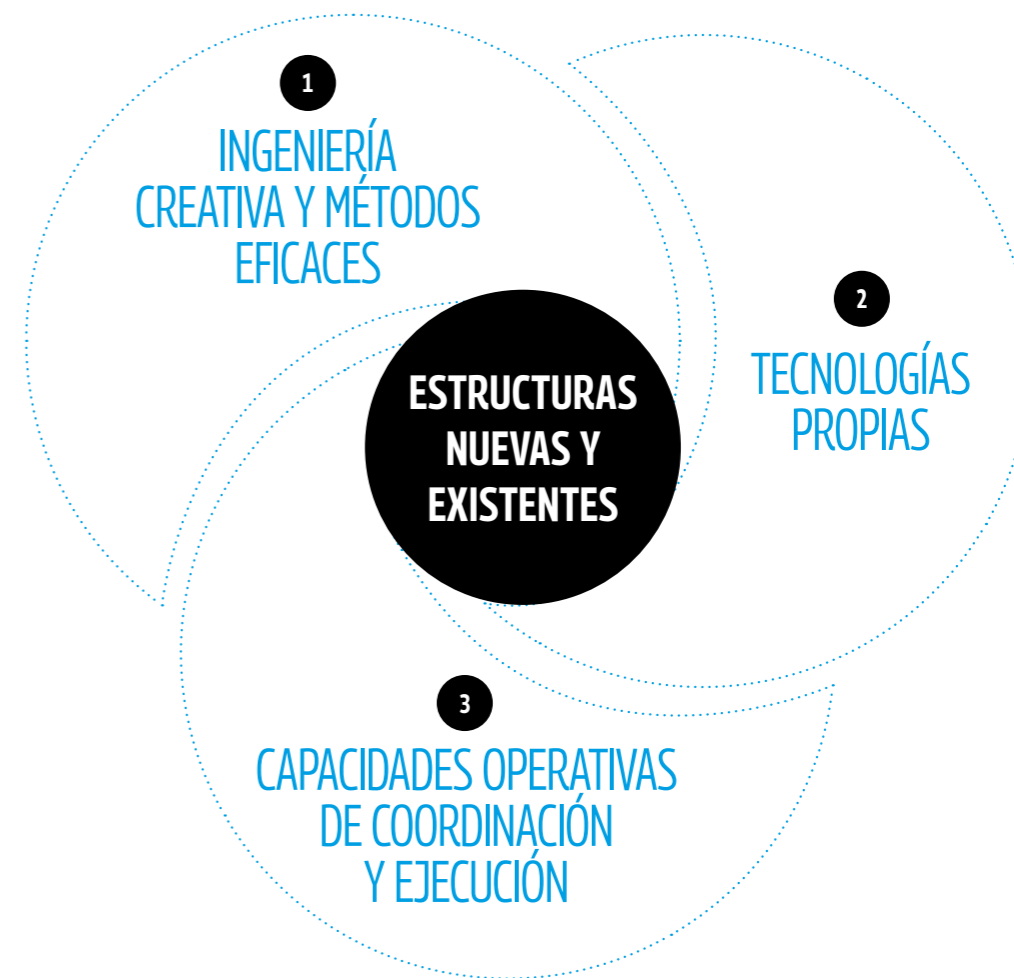 1
INGENIERÍA
CREATIVA Y MÉTODOS
EFICACES
2
TECNOLOGÍAS
PROPIAS
ESTRUCTURAS
NUEVAS Y
EXISTENTES
3
CAPACIDADES OPERATIVAS
DE COORDINACIÓN
Y EJECUCIÓN